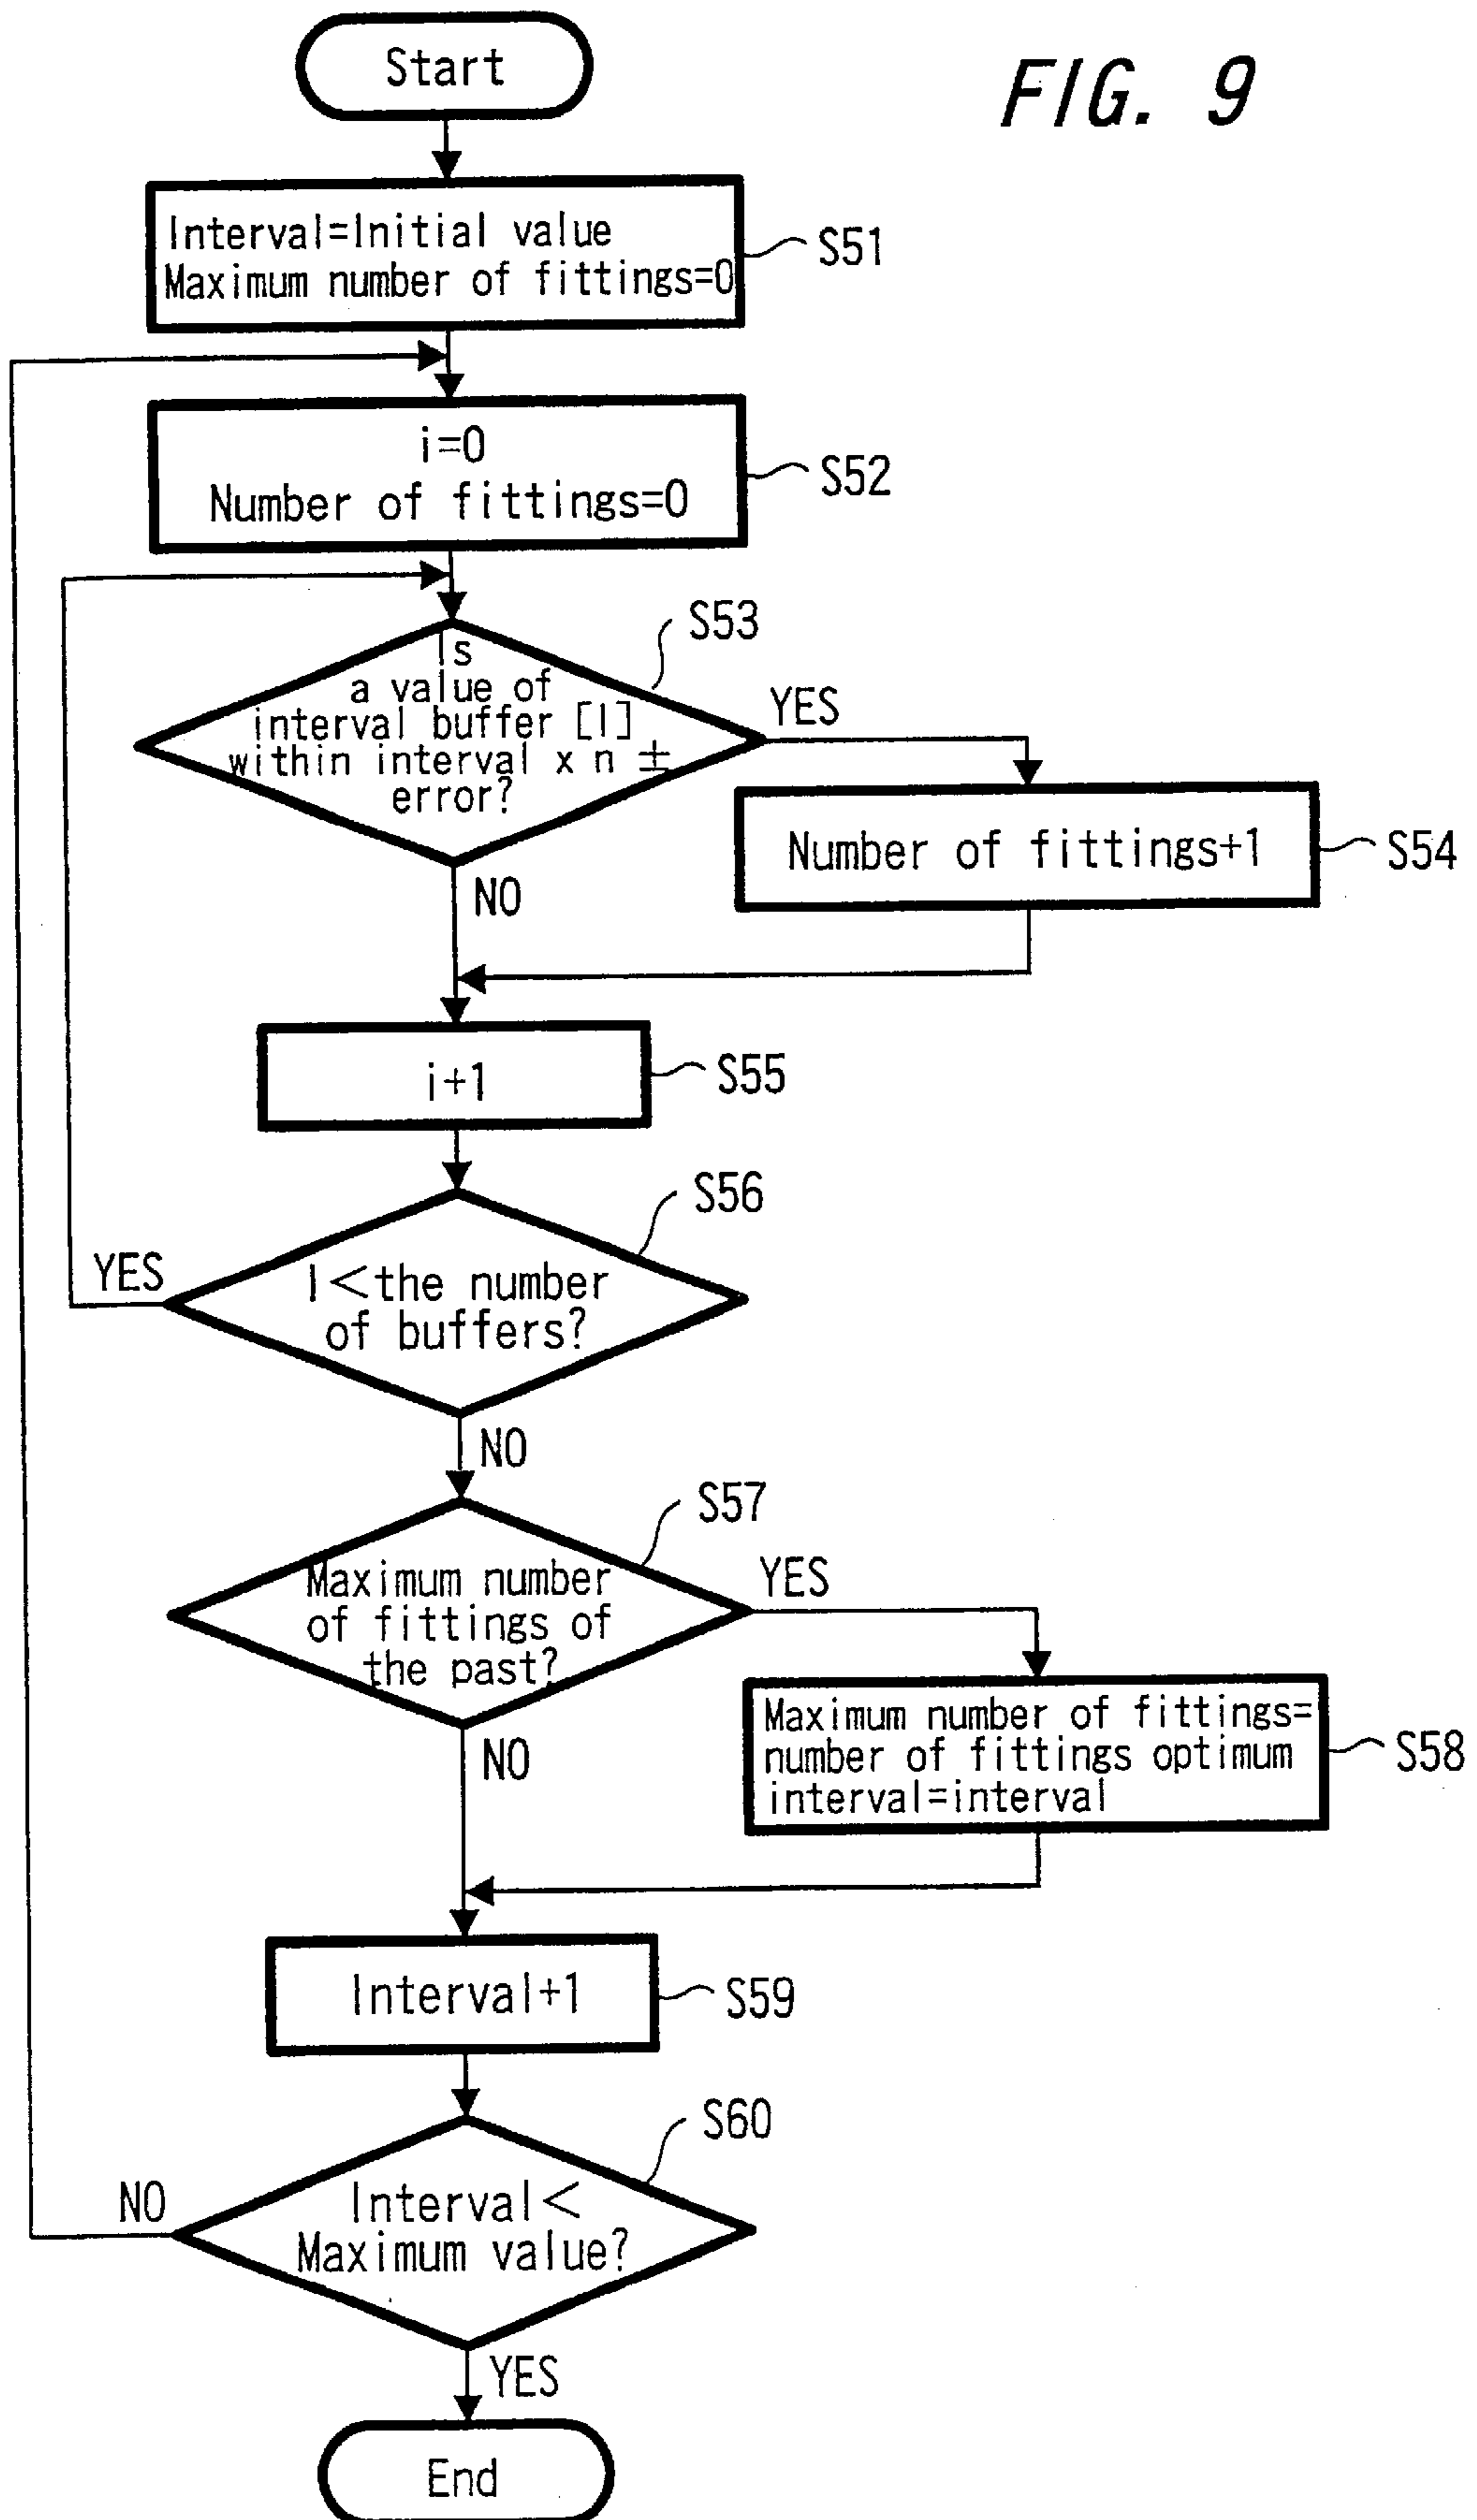 Start
FIG. 9
Interval=Initial value
Maximum number of fittings=0
S51
i=0
Number of fittings=0
S52
S53
Is
a value of
interval buffer [I]
within interval x n ±
error?
YES
Number of fittings+1
S54
NO
i+1
S55
S56
YES
I<the number
of buffers?
NO
S57
Maximum number
of fittings of
the past?
YES
Maximum number of fittings=
number of fittings optimum
interval=interval
S58
NO
Interval+1
S59
S60
NO
Interval<
Maximum value?
YES
End